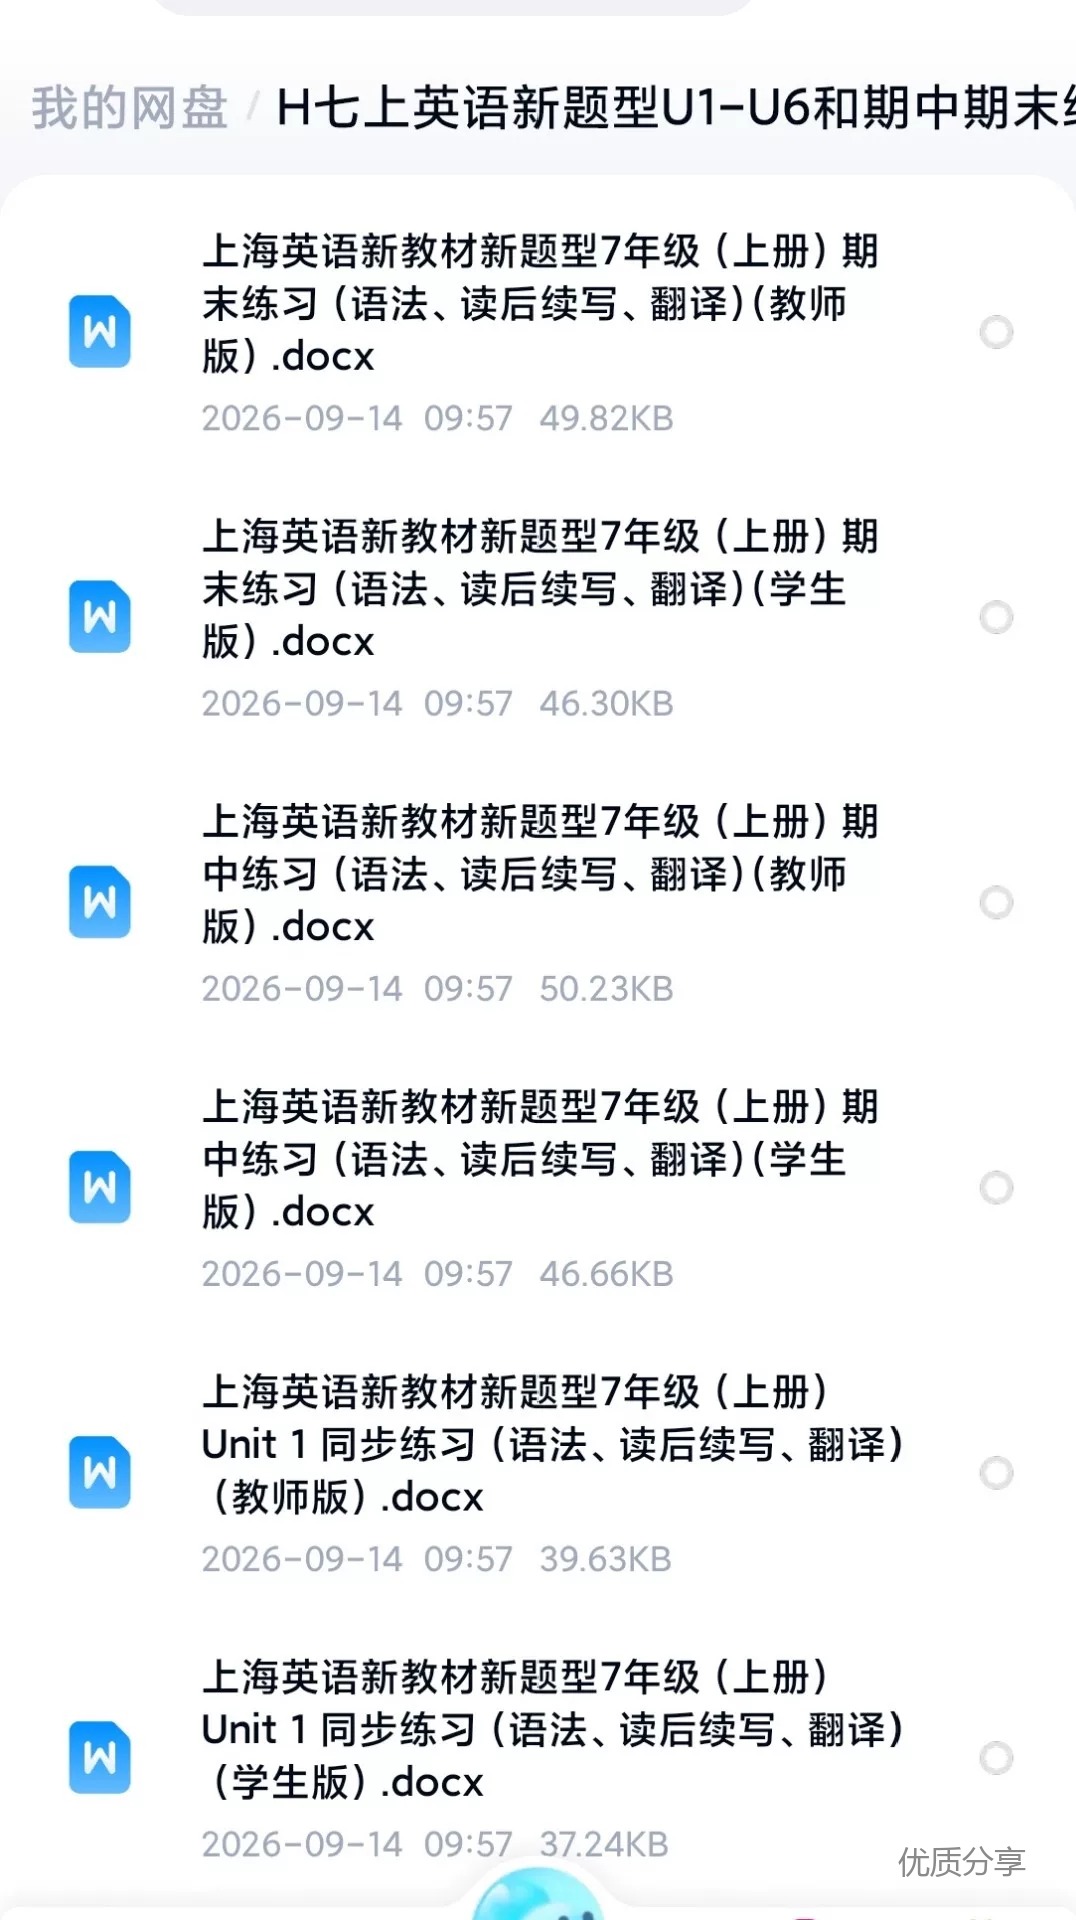 我的网盘 / H七上英语新题型U1-U6和期中期末
上海英语新教材新题型7年级（上册）期
末练习（语法、读后续写、翻译）（教师
版）.docx
2026-09-14 09:57 49.82KB
上海英语新教材新题型7年级（上册）期
末练习（语法、读后续写、翻译）（学生
版）.docx
2026-09-14 09:57 46.30KB
上海英语新教材新题型7年级（上册）期
中练习（语法、读后续写、翻译）（教师
版）.docx
2026-09-14 09:57 50.23KB
上海英语新教材新题型7年级（上册）期
中练习（语法、读后续写、翻译）（学生
版）.docx
2026-09-14 09:57 46.66KB
上海英语新教材新题型7年级（上册）
Unit 1 同步练习（语法、读后续写、翻译）
（教师版）.docx
2026-09-14 09:57 39.63KB
上海英语新教材新题型7年级（上册）
Unit 1 同步练习（语法、读后续写、翻译）
（学生版）.docx
2026-09-14 09:57 37.24KB
优质分享